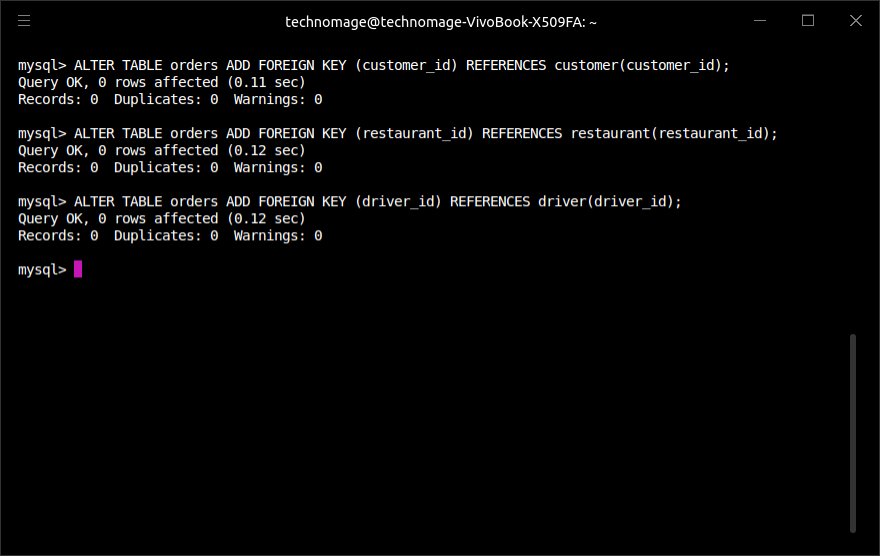 technomage@technomage-VivoBook-X509FA: ~
mysql> ALTER TABLE orders ADD FOREIGN KEY (customer_id) REFERENCES customer(customer_id);
Query OK, 0 rows affected (0.11 sec)
Records: 0  Duplicates: 0  Warnings: 0
mysql> ALTER TABLE orders ADD FOREIGN KEY (restaurant_id) REFERENCES restaurant(restaurant_id);
Query OK, 0 rows affected (0.12 sec)
Records: 0  Duplicates: 0  Warnings: 0
mysql> ALTER TABLE orders ADD FOREIGN KEY (driver_id) REFERENCES driver(driver_id);
Query OK, 0 rows affected (0.12 sec)
Records: 0  Duplicates: 0  Warnings: 0
mysql>